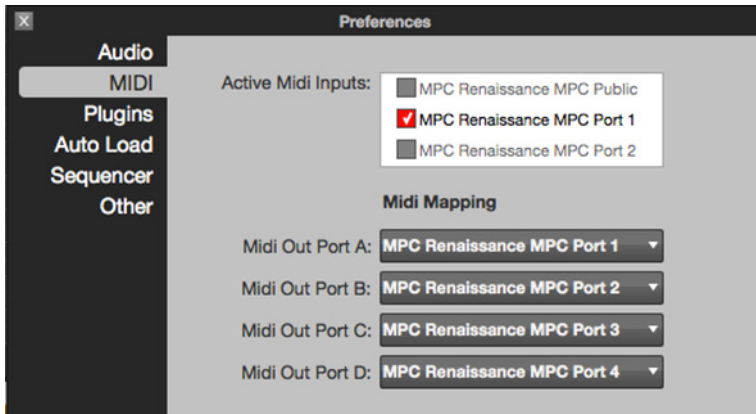 X
Preferences
Audio
MIDI
Plugins
Auto Load
Sequencer
Other
Active Midi Inputs:
MPC Renaissance MPC Public
MPC Renaissance MPC Port 1
MPC Renaissance MPC Port 2
Midi Mapping
Midi Out Port A: MPC Renaissance MPC Port 1
Midi Out Port B: MPC Renaissance MPC Port 2
Midi Out Port C: MPC Renaissance MPC Port 3
Midi Out Port D: MPC Renaissance MPC Port 4